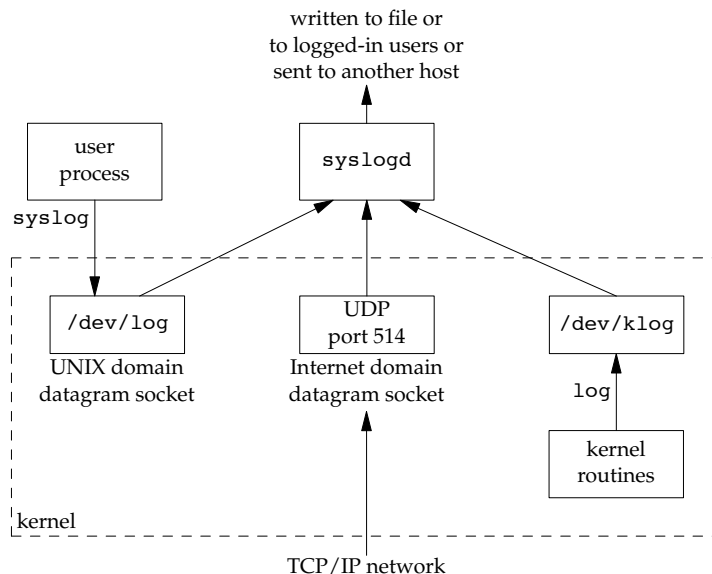 written to file or
to logged-in users or
sent to another host
user
process
syslogd
syslog
/dev/log
UNIX domain
datagram socket
UDP
port 514
Internet domain
datagram socket
/dev/klog
log
kernel
routines
kernel
TCP/IP network